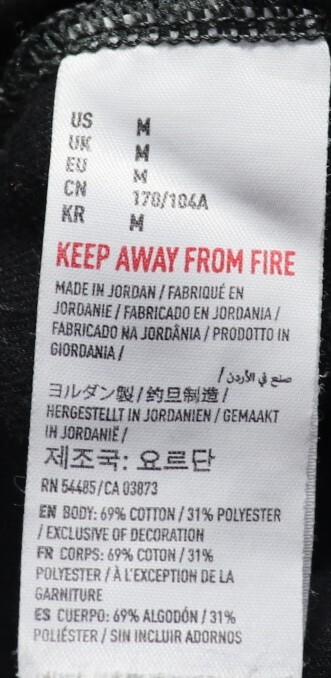 US M
UK M
EU M
CN 170/104A
KR M
KEEP AWAY FROM FIRE
MADE IN JORDAN / FABRIQUÉ EN
JORDANIE / FABRICADO EN JORDANIA /
FABRICADO NA JORDÂNIA / PRODOTTO IN
GIORDANIA /
صنع في الأردن /
ヨルダン製 / 约旦制造 /
HERGESTELLT IN JORDANIEN / GEMAAKT
IN JORDANIË /
제조국: 요르단
RN 54485 / CA 03873
EN BODY: 69% COTTON / 31% POLYESTER
/ EXCLUSIVE OF DECORATION
FR CORPS: 69% COTON / 31%
POLYESTER / À L'EXCEPTION DE LA
GARNITURE
ES CUERPO: 69% ALGODÓN / 31%
POLIÉSTER / SIN INCLUIR ADORNOS